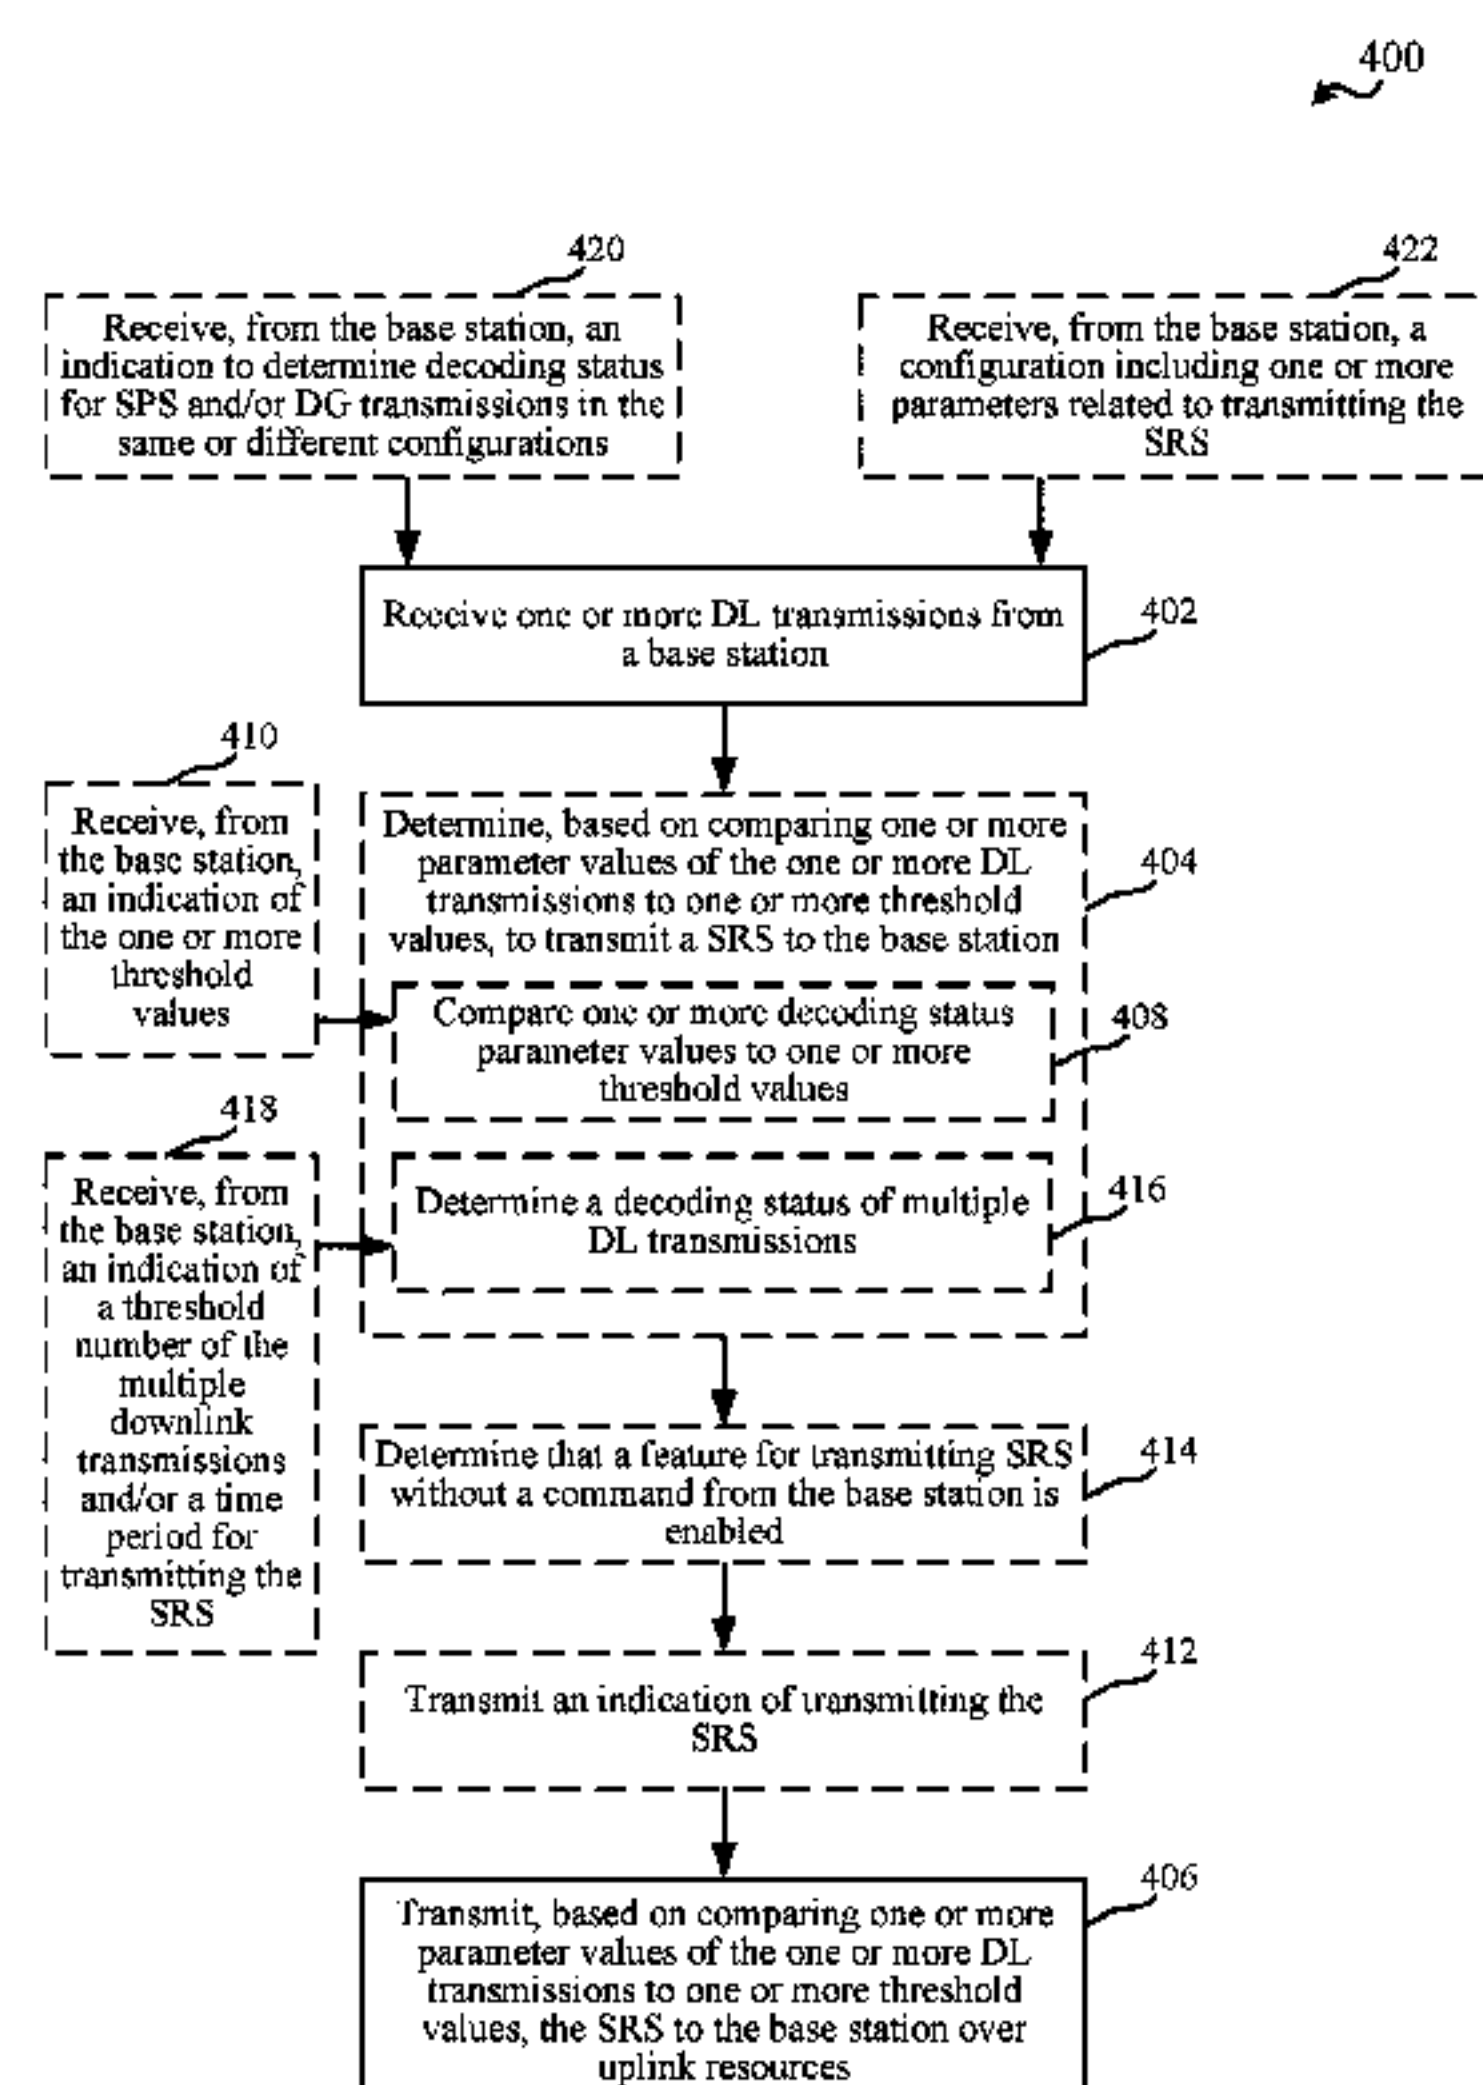 400
420
Receive, from the base station, an
indication to determine decoding status
for SPS and/or DG transmissions in the
same or different configurations
422
Receive, from the base station, a
configuration including one or more
parameters related to transmitting the
SRS
Receive one or more DL transmissions from
a base station
402
410
Receive, from
the base station,
an indication of
the one or more
threshold
values
Determine, based on comparing one or more
parameter values of the one or more DL
transmissions to one or more threshold
values, to transmit a SRS to the base station
404
Compare one or more decoding status
parameter values to one or more
threshold values
408
418
Receive, from
the base station,
an indication of
a threshold
number of the
multiple
downlink
transmissions
and/or a time
period for
transmitting the
SRS
Determine a decoding status of multiple
DL transmissions
416
Determine that a feature for transmitting SRS
without a command from the base station is
enabled
414
Transmit an indication of transmitting the
SRS
412
Transmit, based on comparing one or more
parameter values of the one or more DL
transmissions to one or more threshold
values, the SRS to the base station over
uplink resources
406